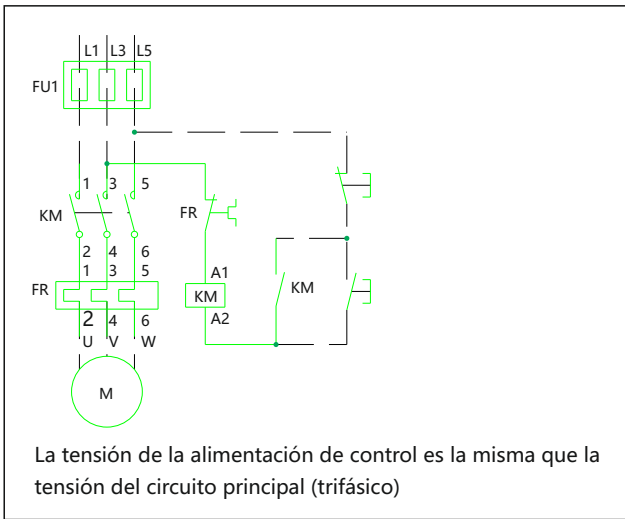 L1 L3 L5
FU1
1 3 5
KM
FR
2 4 6
1 3 5
FR
A1
KM
A2
KM
2 4 6
U V W
M
La tensión de la alimentación de control es la misma que la
tensión del circuito principal (trifásico)